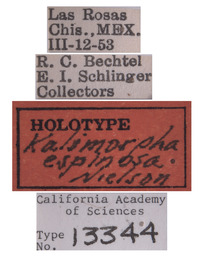 Las Rosas
Chis., MEX.
III-12-53
R. C. Bechtel
E. I. Schlinger
Collectors
HOLOTYPE
Kalomorpha
espinosa.
Nielson
California Academy
of Sciences
Type
No. 13344